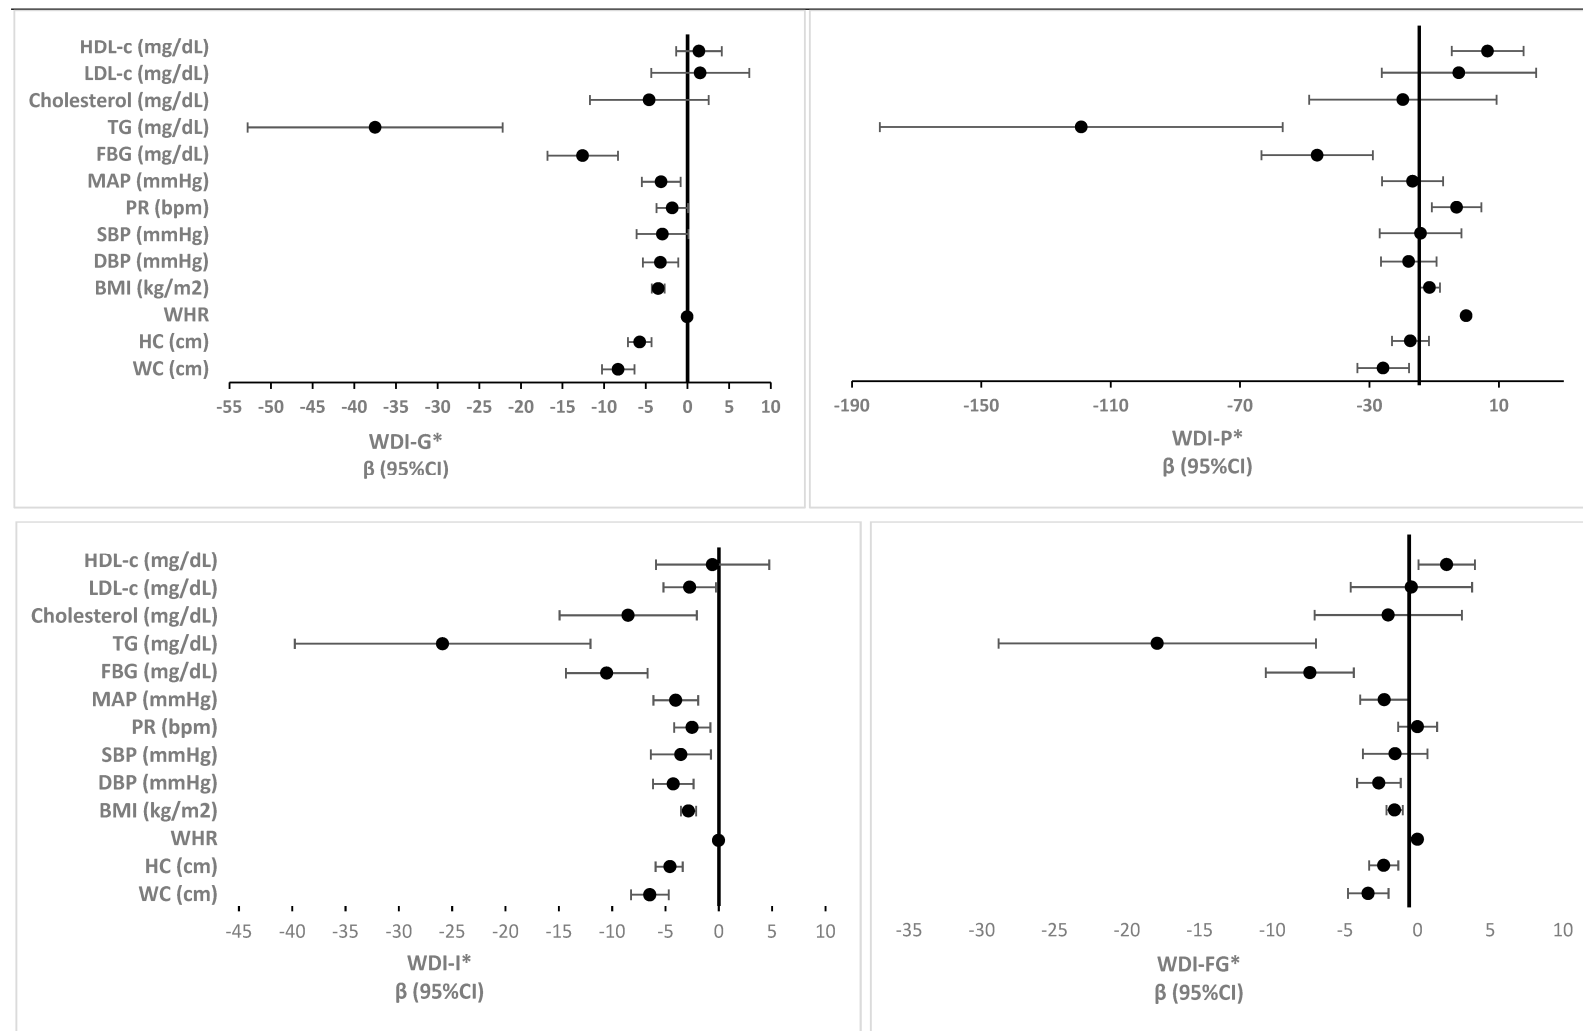 HDL-c (mg/dL)
LDL-c (mg/dL)
Cholesterol (mg/dL)
TG (mg/dL)
FBG (mg/dL)
MAP (mmHg)
PR (bpm)
SBP (mmHg)
DBP (mmHg)
BMI (kg/m2)
WHR
HC (cm)
WC (cm)
-55 -50 -45 -40 -35 -30 -25 -20 -15 -10 -5 0 5 10
WDI-G*
β (95%CI)
-190 -150 -110 -70 -30 10
WDI-P*
β (95%CI)
HDL-c (mg/dL)
LDL-c (mg/dL)
Cholesterol (mg/dL)
TG (mg/dL)
FBG (mg/dL)
MAP (mmHg)
PR (bpm)
SBP (mmHg)
DBP (mmHg)
BMI (kg/m2)
WHR
HC (cm)
WC (cm)
-45 -40 -35 -30 -25 -20 -15 -10 -5 0 5 10
WDI-I*
β (95%CI)
-35 -30 -25 -20 -15 -10 -5 0 5 10
WDI-FG*
β (95%CI)